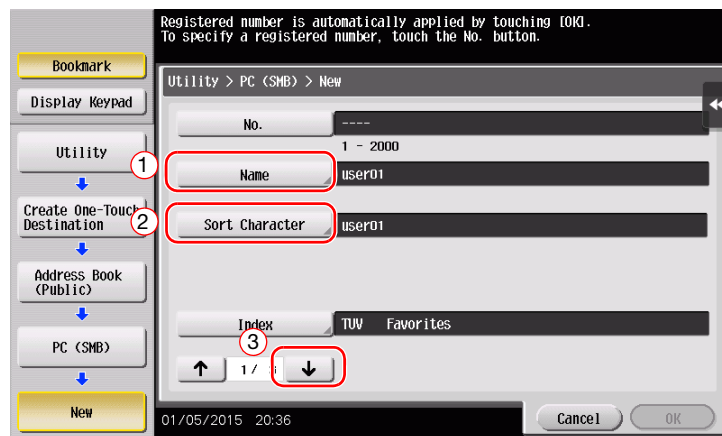 Registered number is automatically applied by touching [OK].
To specify a registered number, touch the No. button.
Bookmark
Display Keypad
Utility > PC (SMB) > New
No.
----
1 - 2000
Utility
1
Name
user01
Create One-Touch
Destination
2
Sort Character
user01
Address Book
(Public)
Index
TUV Favorites
3
PC (SMB)
1/
New
01/05/2015 20:36
Cancel
OK